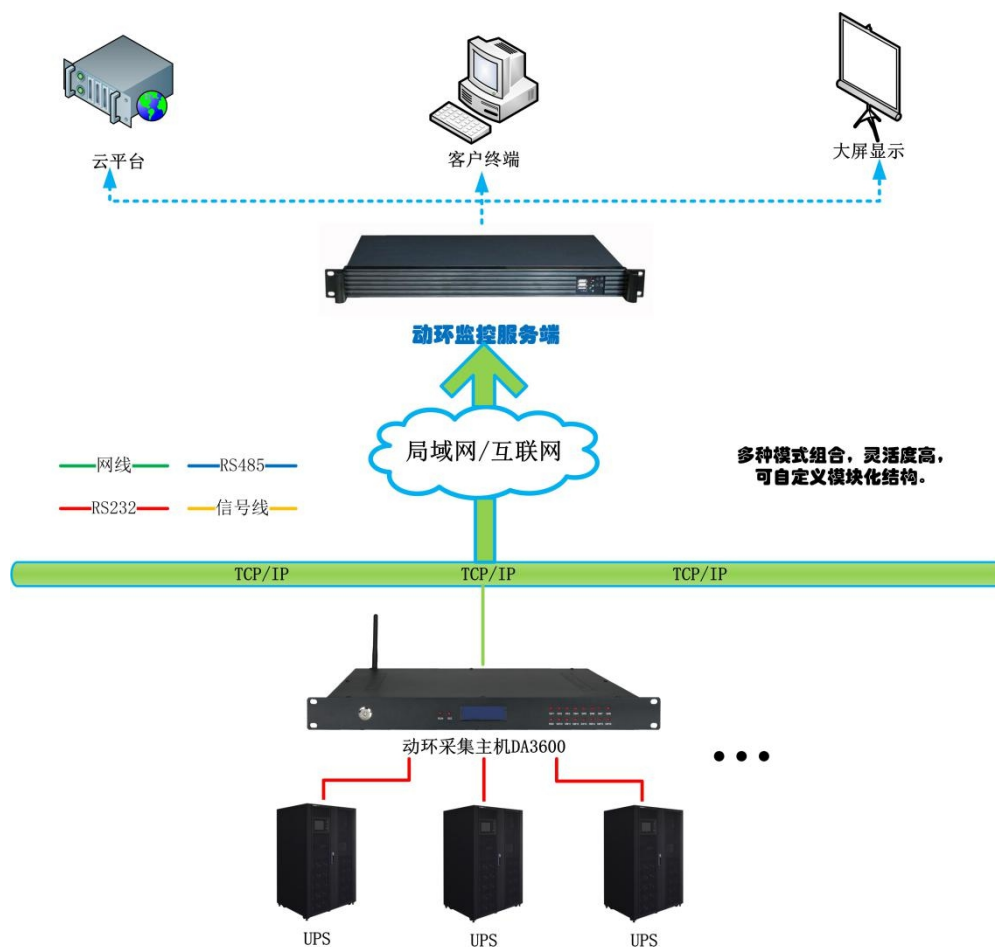 云平台
客户终端
大屏显示
动环监控服务端
局域网/互联网
网线
RS485
RS232
信号线
多种模式组合，灵活度高，
可自定义模块化结构。
TCP/IP
TCP/IP
TCP/IP
动环采集主机DA3600
UPS
UPS
UPS